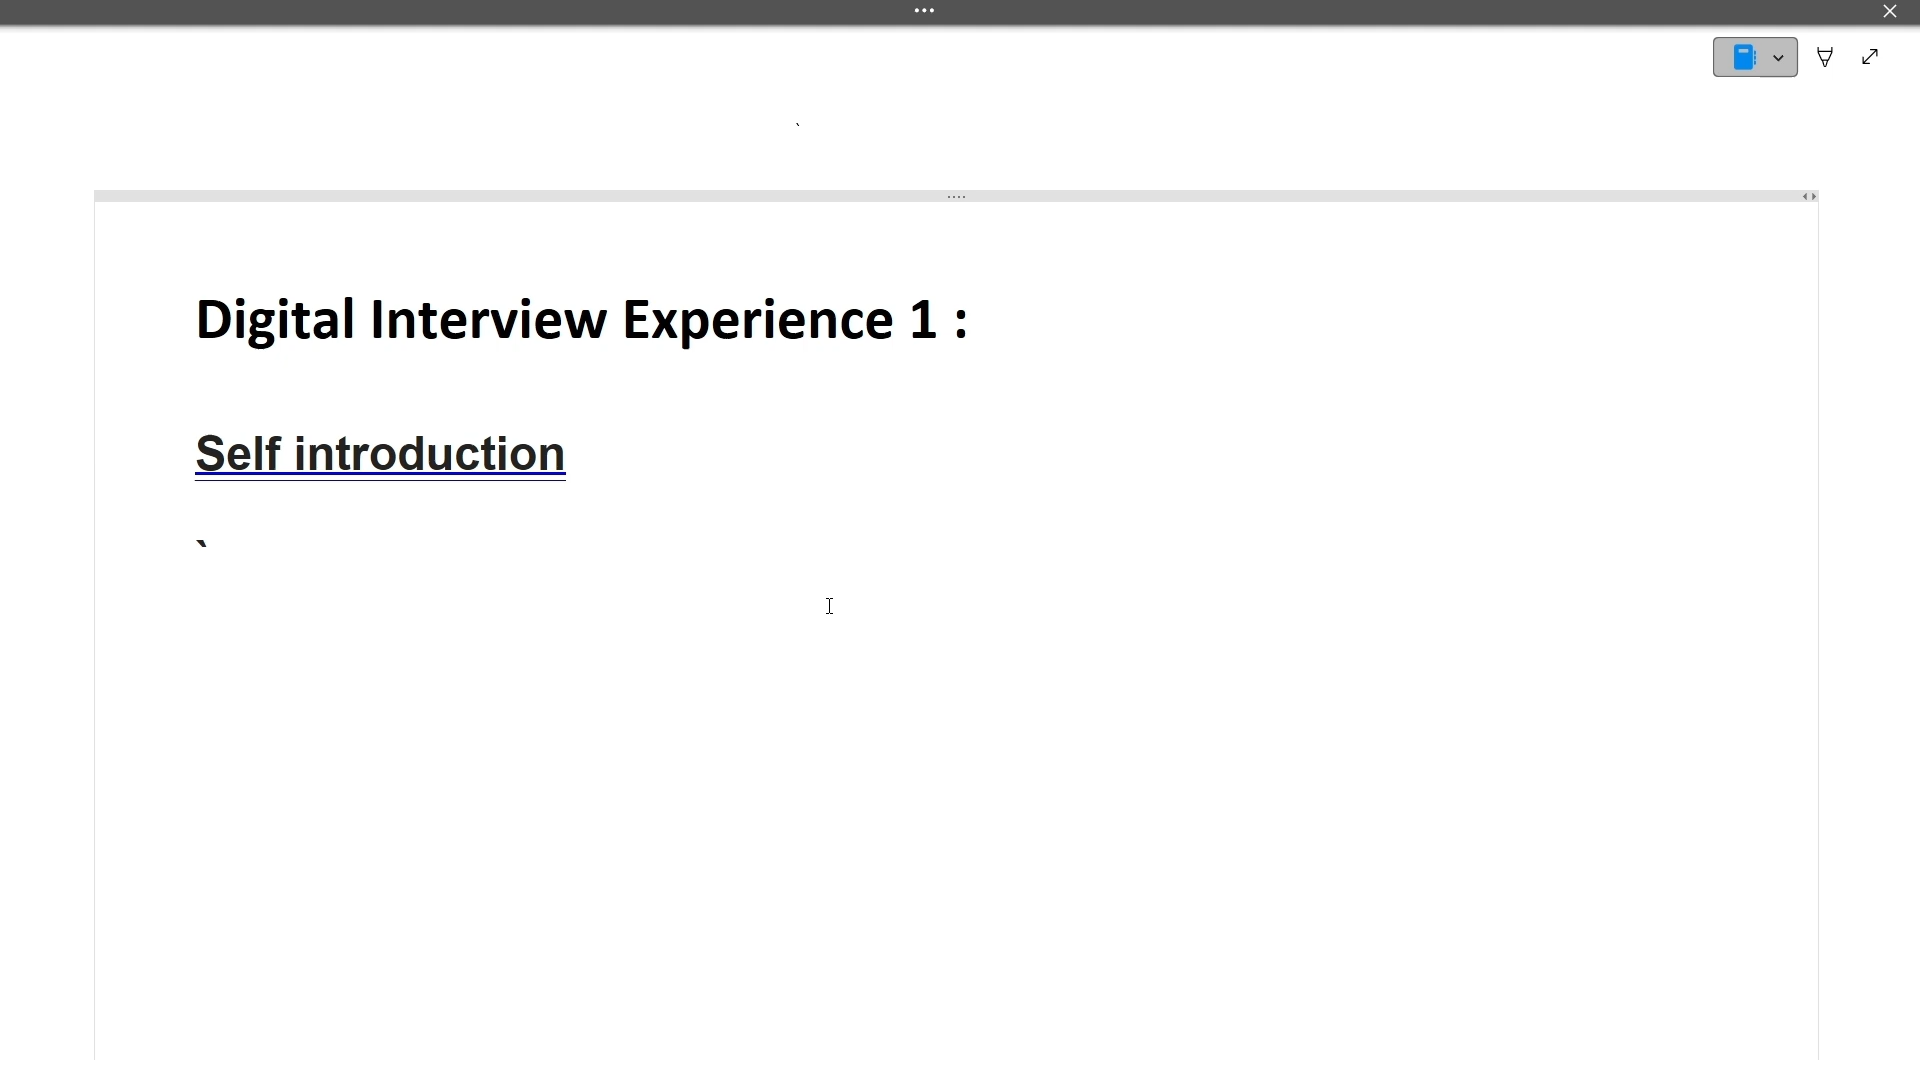 `
Digital Interview Experience 1 :
Self introduction
`